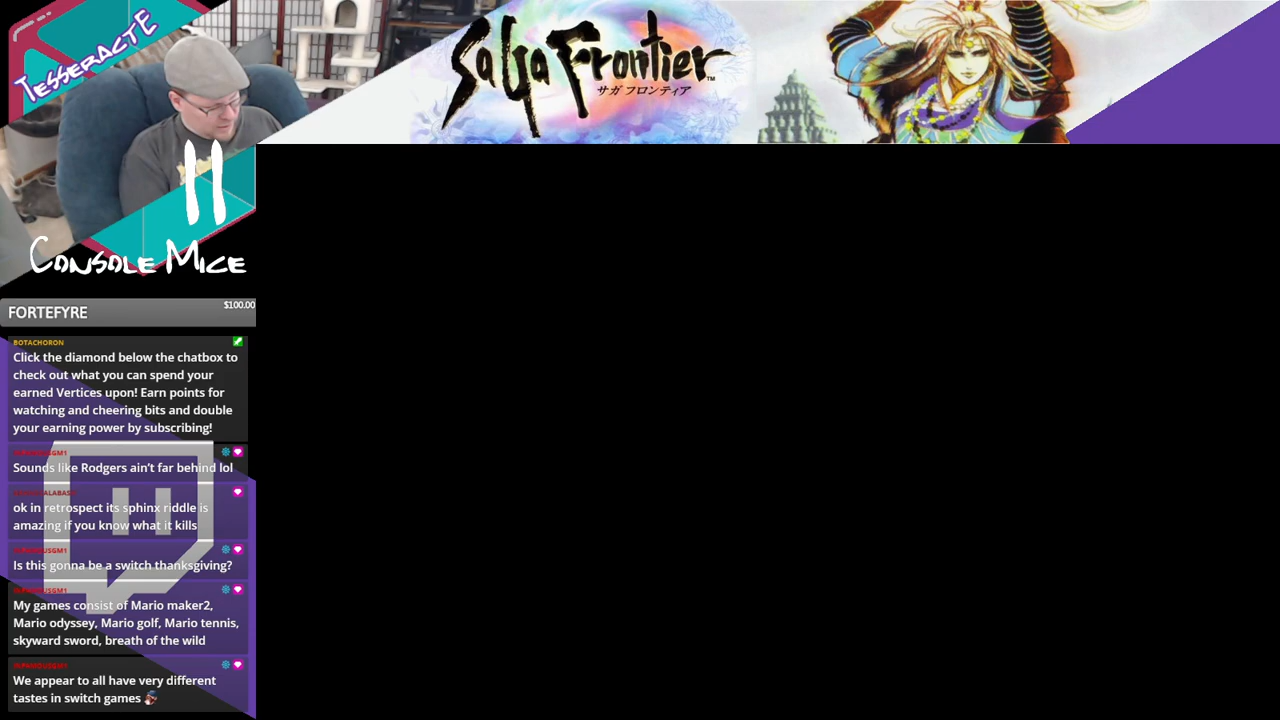 TESSERACTE
SaGa Frontier™
サガ フロンティア
CONSOLE MICE
FORTEFYRE
$100.00
BOTACHORON
Click the diamond below the chatbox to
check out what you can spend your
earned Vertices upon! Earn points for
watching and cheering bits and double
your earning power by subscribing!
Sounds like Rodgers ain't far behind lol
ok in retrospect its sphinx riddle is
amazing if you know what it kills
Is this gonna be a switch thanksgiving?
My games consist of Mario maker2,
Mario odyssey, Mario golf, Mario tennis,
skyward sword, breath of the wild
We appear to all have very different
tastes in switch games